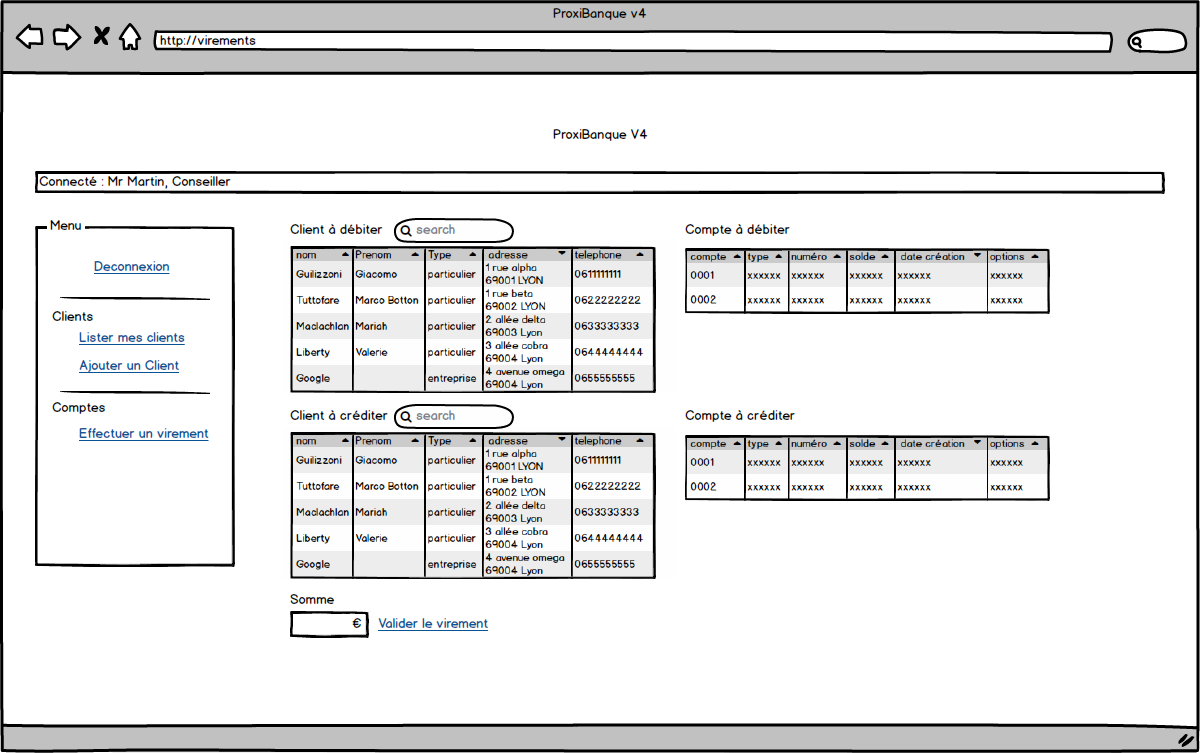 ProxiBanque v4
http://virements
ProxiBanque V4
Connecté : Mr Martin, Conseiller
Menu
Deconnexion
Clients
Lister mes clients
Ajouter un Client
Comptes
Effectuer un virement
Client à débiter search
nom Prenom Type adresse telephone
Guilizzoni Giacomo particulier 1 rue alpha 69001 LYON 0611111111
Tuttofare Marco Botton particulier 1 rue beta 69002 LYON 0622222222
Maclachlan Mariah particulier 2 allée delta 69003 Lyon 0633333333
Liberty Valerie particulier 3 allée cobra 69004 Lyon 0644444444
Google entreprise 4 avenue omega 69004 Lyon 0655555555
Compte à débiter
compte type numéro solde date création options
0001 xxxxxx xxxxxx xxxxxx xxxxxx xxxxxx
0002 xxxxxx xxxxxx xxxxxx xxxxxx xxxxxx
Client à créditer search
nom Prenom Type adresse telephone
Guilizzoni Giacomo particulier 1 rue alpha 69001 LYON 0611111111
Tuttofare Marco Botton particulier 1 rue beta 69002 LYON 0622222222
Maclachlan Mariah particulier 2 allée delta 69003 Lyon 0633333333
Liberty Valerie particulier 3 allée cobra 69004 Lyon 0644444444
Google entreprise 4 avenue omega 69004 Lyon 0655555555
Compte à créditer
compte type numéro solde date création options
0001 xxxxxx xxxxxx xxxxxx xxxxxx xxxxxx
0002 xxxxxx xxxxxx xxxxxx xxxxxx xxxxxx
Somme
€ Valider le virement